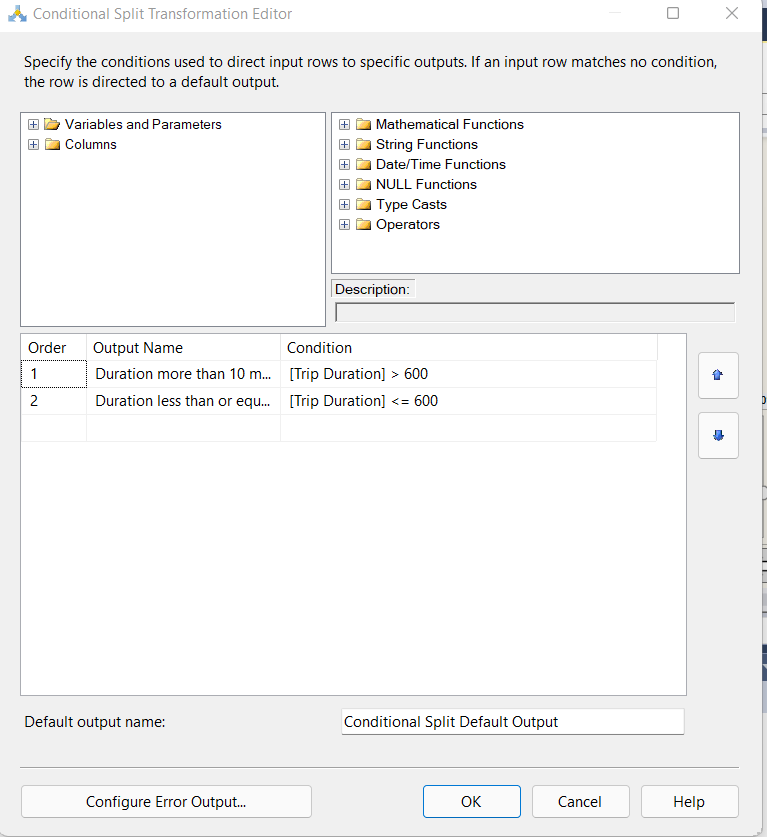 Conditional Split Transformation Editor
Specify the conditions used to direct input rows to specific outputs. If an input row matches no condition,
the row is directed to a default output.
Variables and Parameters
Columns
Mathematical Functions
String Functions
Date/Time Functions
NULL Functions
Type Casts
Operators
Description:
Order Output Name Condition
1 Duration more than 10 m... [Trip Duration] > 600
2 Duration less than or equ... [Trip Duration] <= 600
Default output name: Conditional Split Default Output
Configure Error Output... OK Cancel Help